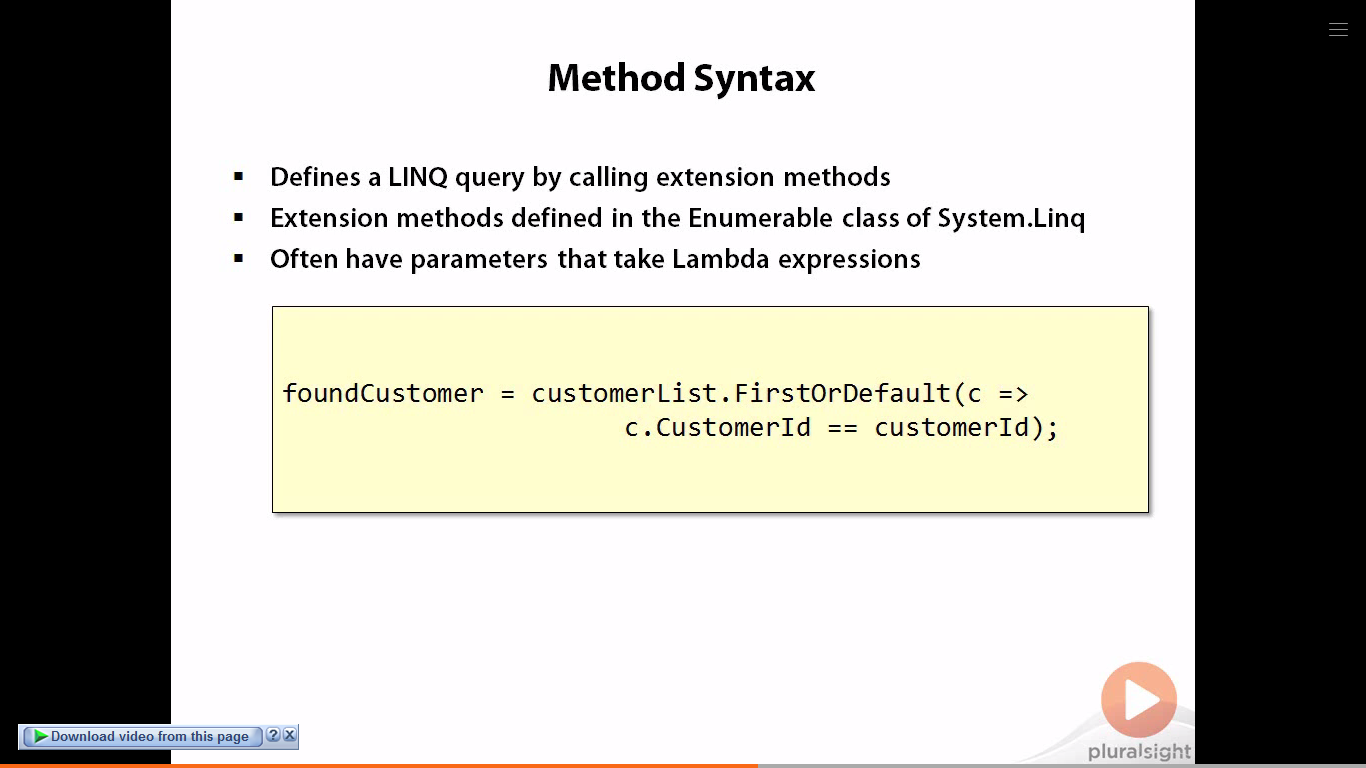 Method Syntax
▪ Defines a LINQ query by calling extension methods
▪ Extension methods defined in the Enumerable class of System.Linq
▪ Often have parameters that take Lambda expressions
foundCustomer = customerList.FirstOrDefault(c =>
c.CustomerId == customerId);
Download video from this page ? X
pluralsight